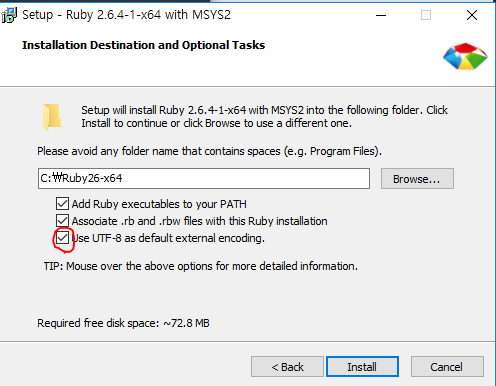 Setup - Ruby 2.6.4-1-x64 with MSYS2
Installation Destination and Optional Tasks
Setup will install Ruby 2.6.4-1-x64 with MSYS2 into the following folder. Click
Install to continue or click Browse to use a different one.
Please avoid any folder name that contains spaces (e.g. Program Files).
C:₩Ruby26-x64
Browse...
Add Ruby executables to your PATH
Associate .rb and .rbw files with this Ruby installation
Use UTF-8 as default external encoding.
TIP: Mouse over the above options for more detailed information.
Required free disk space: ~72.8 MB
< Back
Install
Cancel